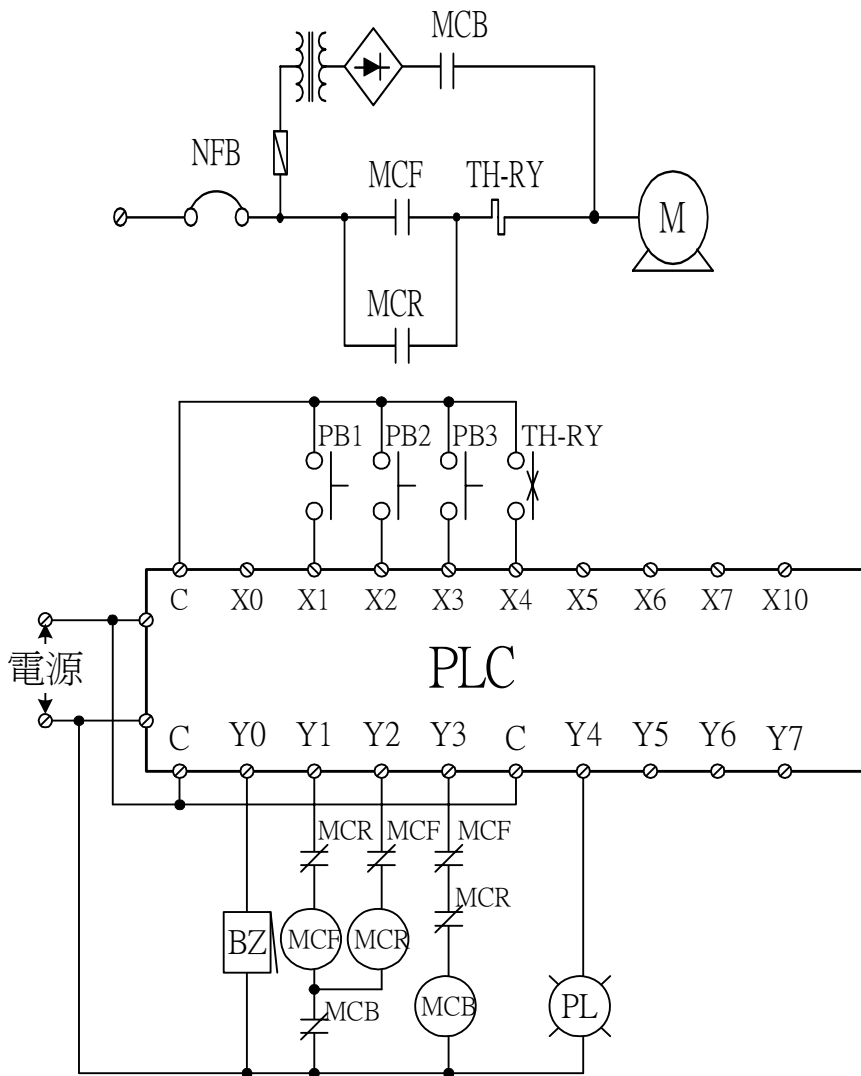 MCB
NFB
MCF
TH-RY
M
MCR
PB1
PB2
PB3
TH-RY
C
X0
X1
X2
X3
X4
X5
X6
X7
X10
電源
PLC
C
Y0
Y1
Y2
Y3
C
Y4
Y5
Y6
Y7
MCR
MCF
MCF
MCR
BZ
MCF
MCR
MCB
MCB
PL